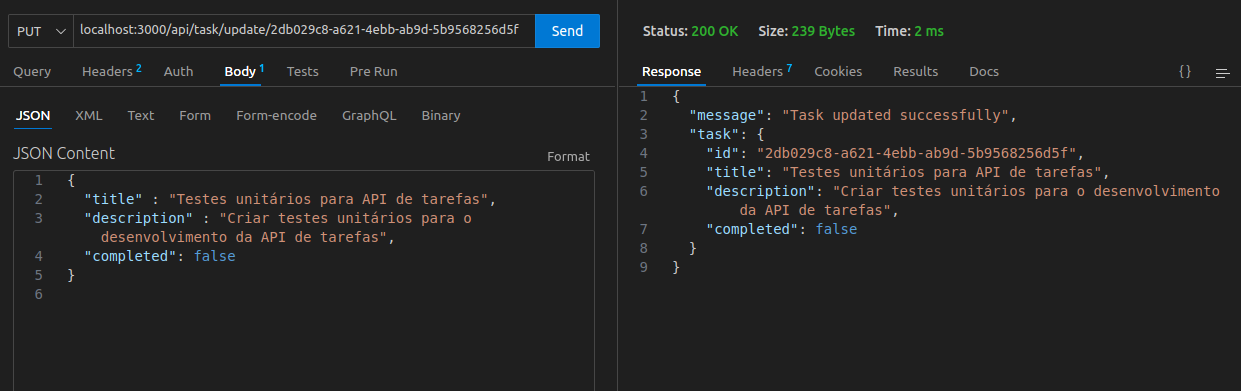 PUT localhost:3000/api/task/update/2db029c8-a621-4ebb-ab9d-5b9568256d5f Send
Query Headers 2 Auth Body 1 Tests Pre Run
JSON XML Text Form Form-encode GraphQL Binary
JSON Content Format
1 {
2 "title" : "Testes unitários para API de tarefas",
3 "description" : "Criar testes unitários para o
desenvolvimento da API de tarefas",
4 "completed": false
5 }
6
Status: 200 OK Size: 239 Bytes Time: 2 ms
Response Headers 7 Cookies Results Docs {}
1 {
2 "message": "Task updated successfully",
3 "task": {
4 "id": "2db029c8-a621-4ebb-ab9d-5b9568256d5f",
5 "title": "Testes unitários para API de tarefas",
6 "description": "Criar testes unitários para o desenvolvimento
da API de tarefas",
7 "completed": false
8 }
9 }